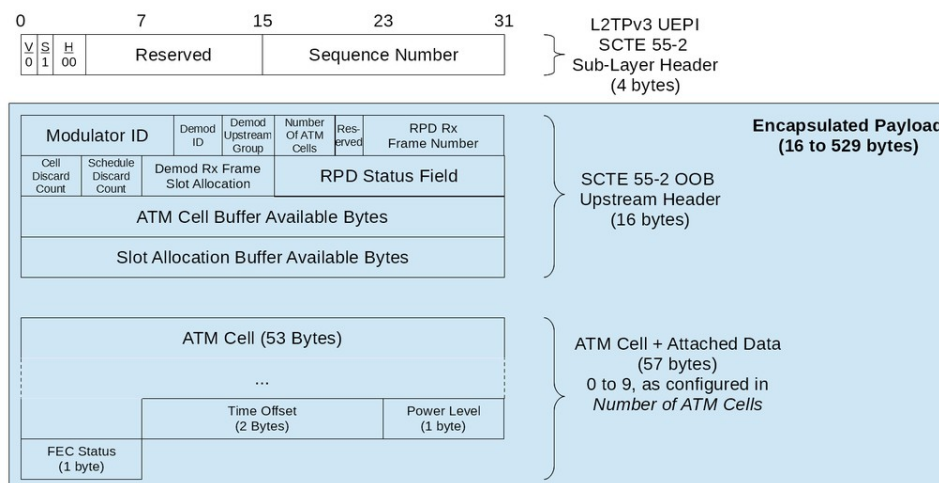 0 7 15 23 31
V
0
S
1
H
00
Reserved
Sequence Number
L2TPv3 UEPI
SCTE 55-2
Sub-Layer Header
(4 bytes)
Encapsulated Payload
(16 to 529 bytes)
Modulator ID
Demod
ID
Demod
Upstream
Group
Number
Of ATM
Cells
Res-
erved
RPD Rx
Frame Number
Cell
Discard
Count
Schedule
Discard
Count
Demod Rx Frame
Slot Allocation
RPD Status Field
ATM Cell Buffer Available Bytes
Slot Allocation Buffer Available Bytes
SCTE 55-2 OOB
Upstream Header
(16 bytes)
ATM Cell (53 Bytes)
...
Time Offset
(2 Bytes)
Power Level
(1 byte)
FEC Status
(1 byte)
ATM Cell + Attached Data
(57 bytes)
0 to 9, as configured in
Number of ATM Cells